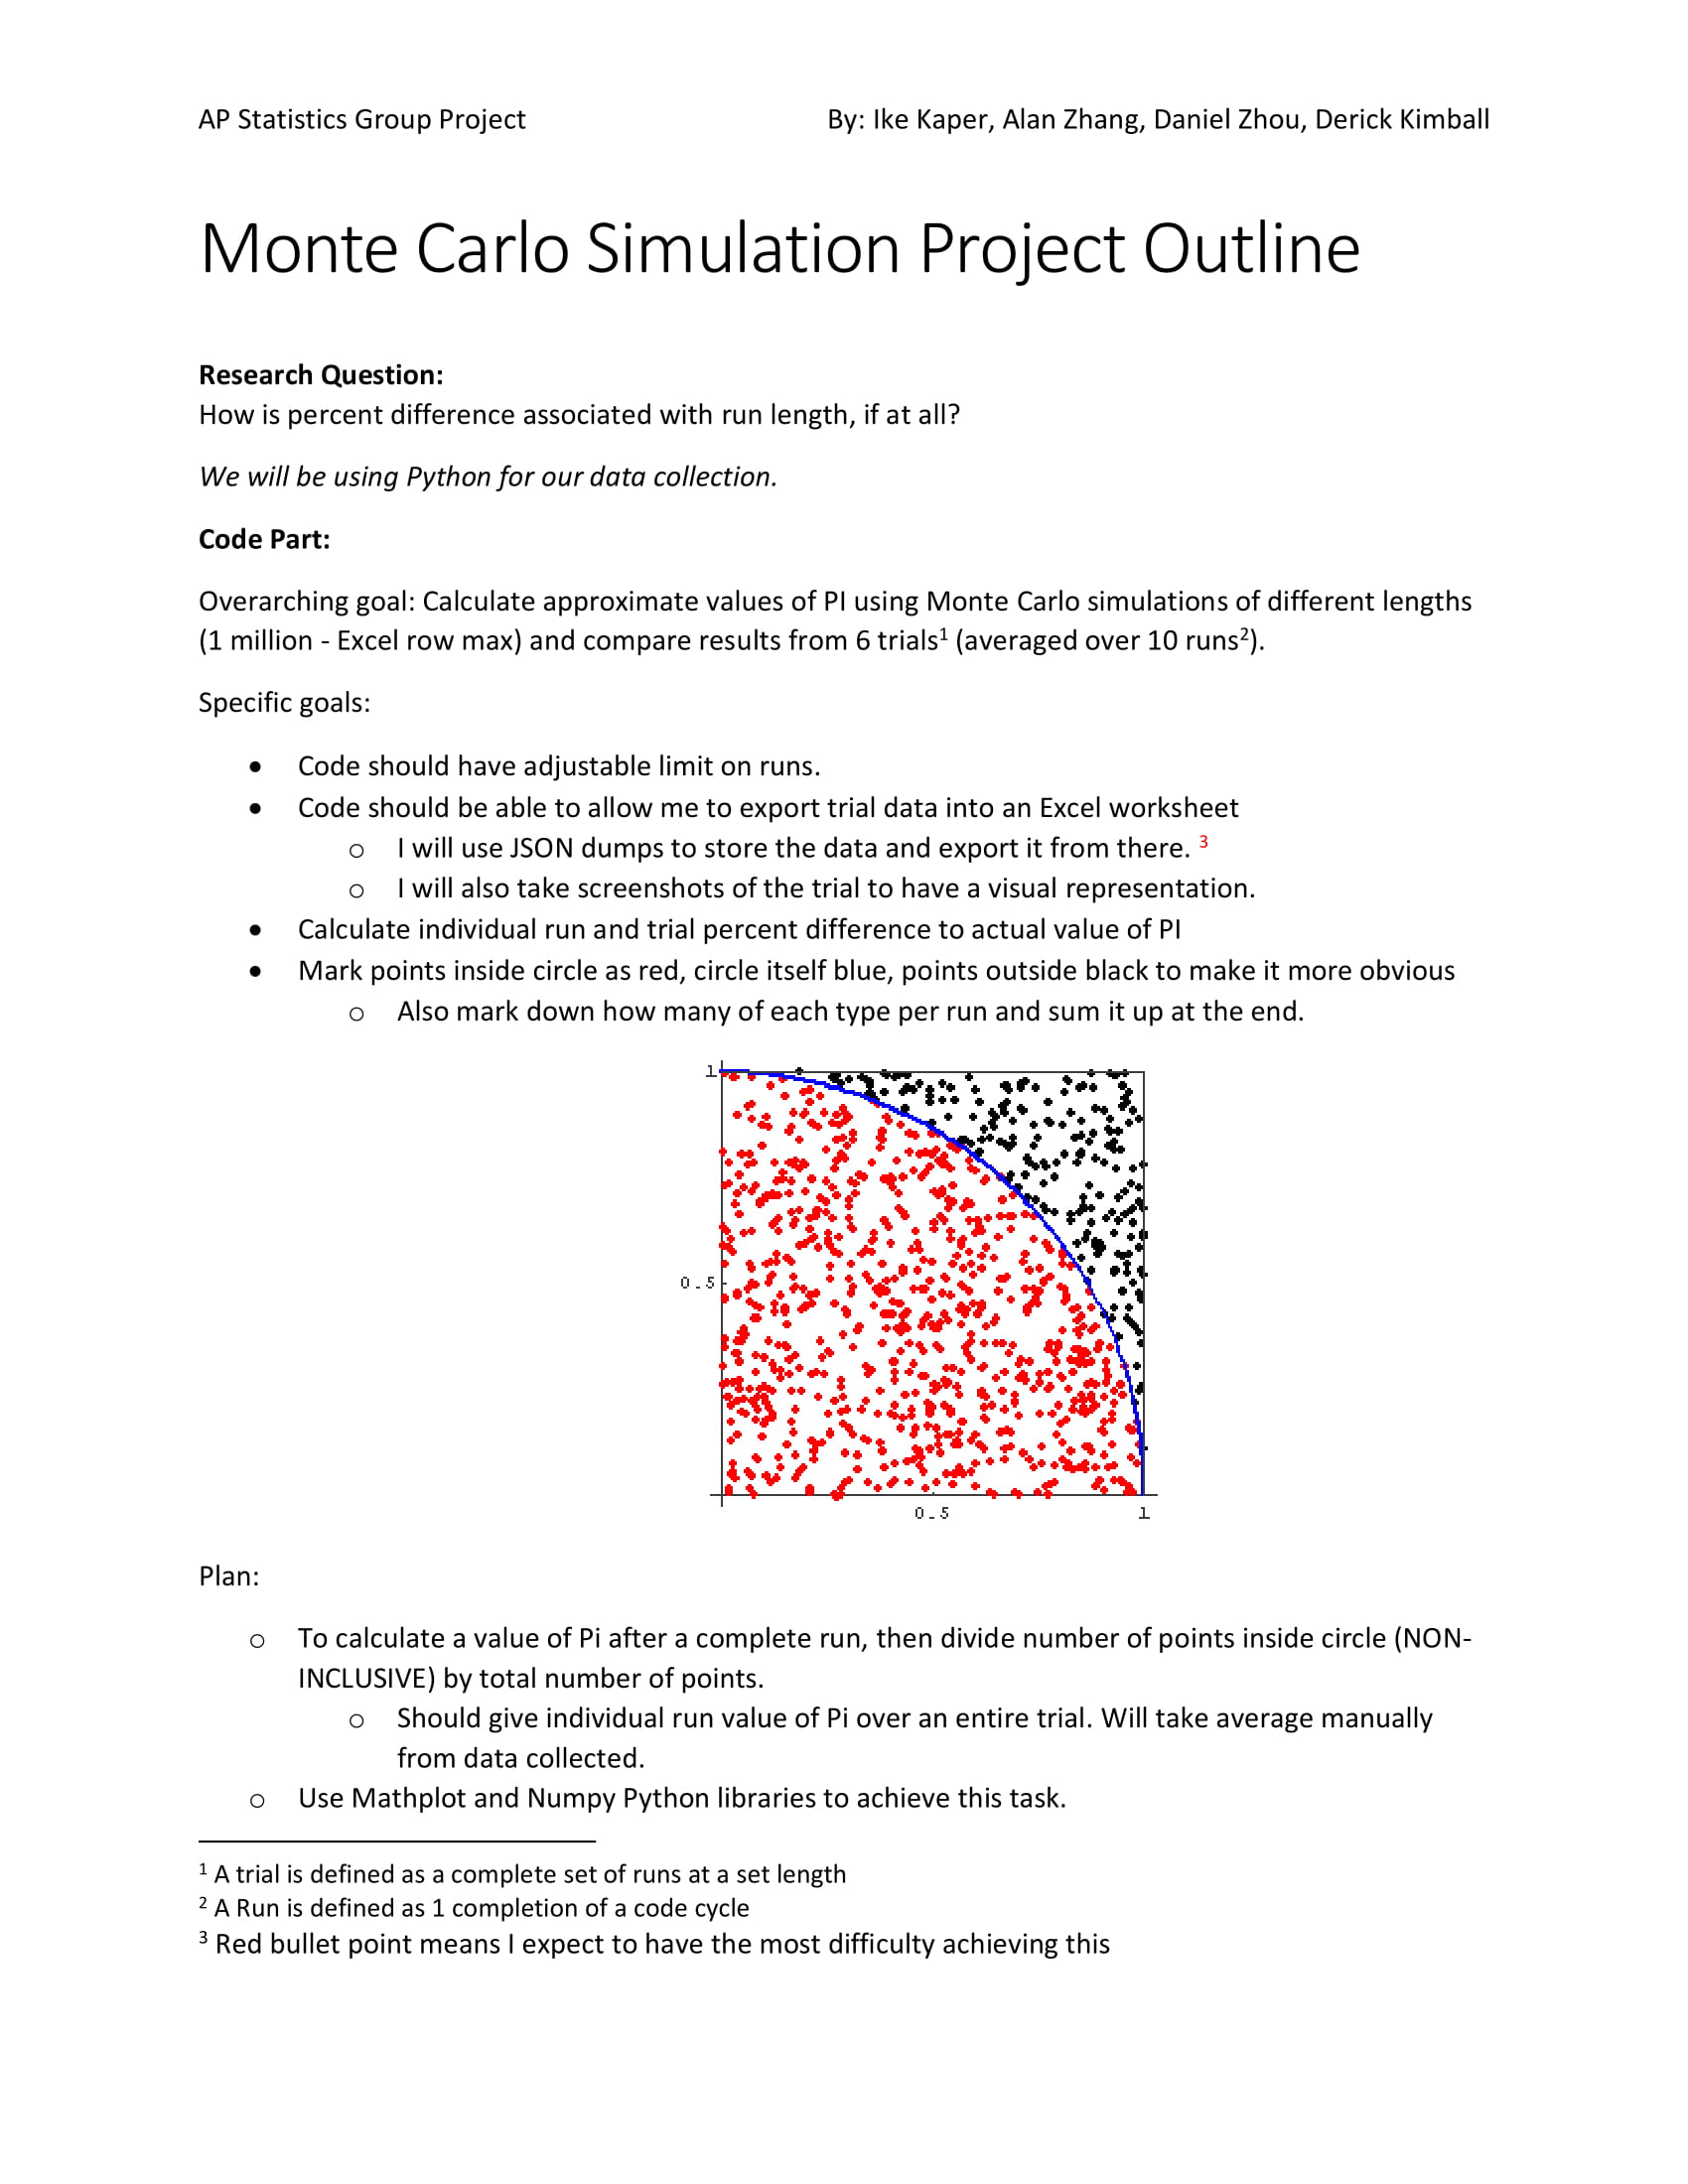 AP Statistics Group Project By: Ike Kaper, Alan Zhang, Daniel Zhou, Derick Kimball
Monte Carlo Simulation Project Outline
Research Question:
How is percent difference associated with run length, if at all?
We will be using Python for our data collection.
Code Part:
Overarching goal: Calculate approximate values of PI using Monte Carlo simulations of different lengths
(1 million - Excel row max) and compare results from 6 trials1 (averaged over 10 runs2).
Specific goals:
• Code should have adjustable limit on runs.
• Code should be able to allow me to export trial data into an Excel worksheet
o I will use JSON dumps to store the data and export it from there. 3
o I will also take screenshots of the trial to have a visual representation.
• Calculate individual run and trial percent difference to actual value of PI
• Mark points inside circle as red, circle itself blue, points outside black to make it more obvious
o Also mark down how many of each type per run and sum it up at the end.
1
0.5
0.5 1
Plan:
o To calculate a value of Pi after a complete run, then divide number of points inside circle (NON-
INCLUSIVE) by total number of points.
o Should give individual run value of Pi over an entire trial. Will take average manually
from data collected.
o Use Mathplot and Numpy Python libraries to achieve this task.
1 A trial is defined as a complete set of runs at a set length
2 A Run is defined as 1 completion of a code cycle
3 Red bullet point means I expect to have the most difficulty achieving this